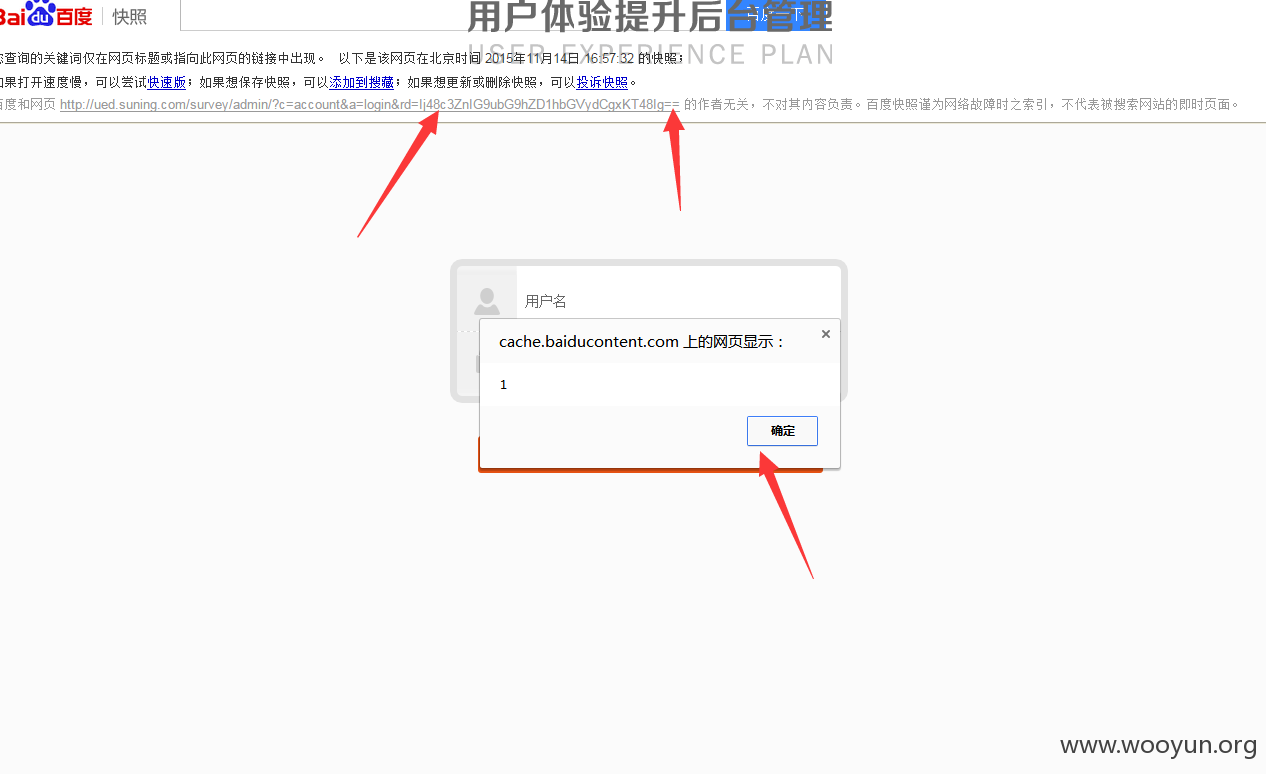 Bai du 百度 快照
用户体验提升后台管理
百度一下
USER EXPERIENCE PLAN
您查询的关键词仅在网页标题或指向此网页的链接中出现。 以下是该网页在北京时间 2015年11月14日 16:57:32 的快照；
如果打开速度慢，可以尝试快速版；如果想保存快照，可以添加到搜藏；如果想更新或删除快照，可以投诉快照。
百度和网页 http://ued.suning.com/survey/admin/?c=account&a=login&rd=Ij48c3ZnIG9ubG9hZD1hbGVydCgxKT48Ig== 的作者无关，不对其内容负责。百度快照谨为网络故障时之索引，不代表被搜索网站的即时页面。
用户名
cache.baiducontent.com 上的网页显示：
×
1
确定
www.wooyun.org